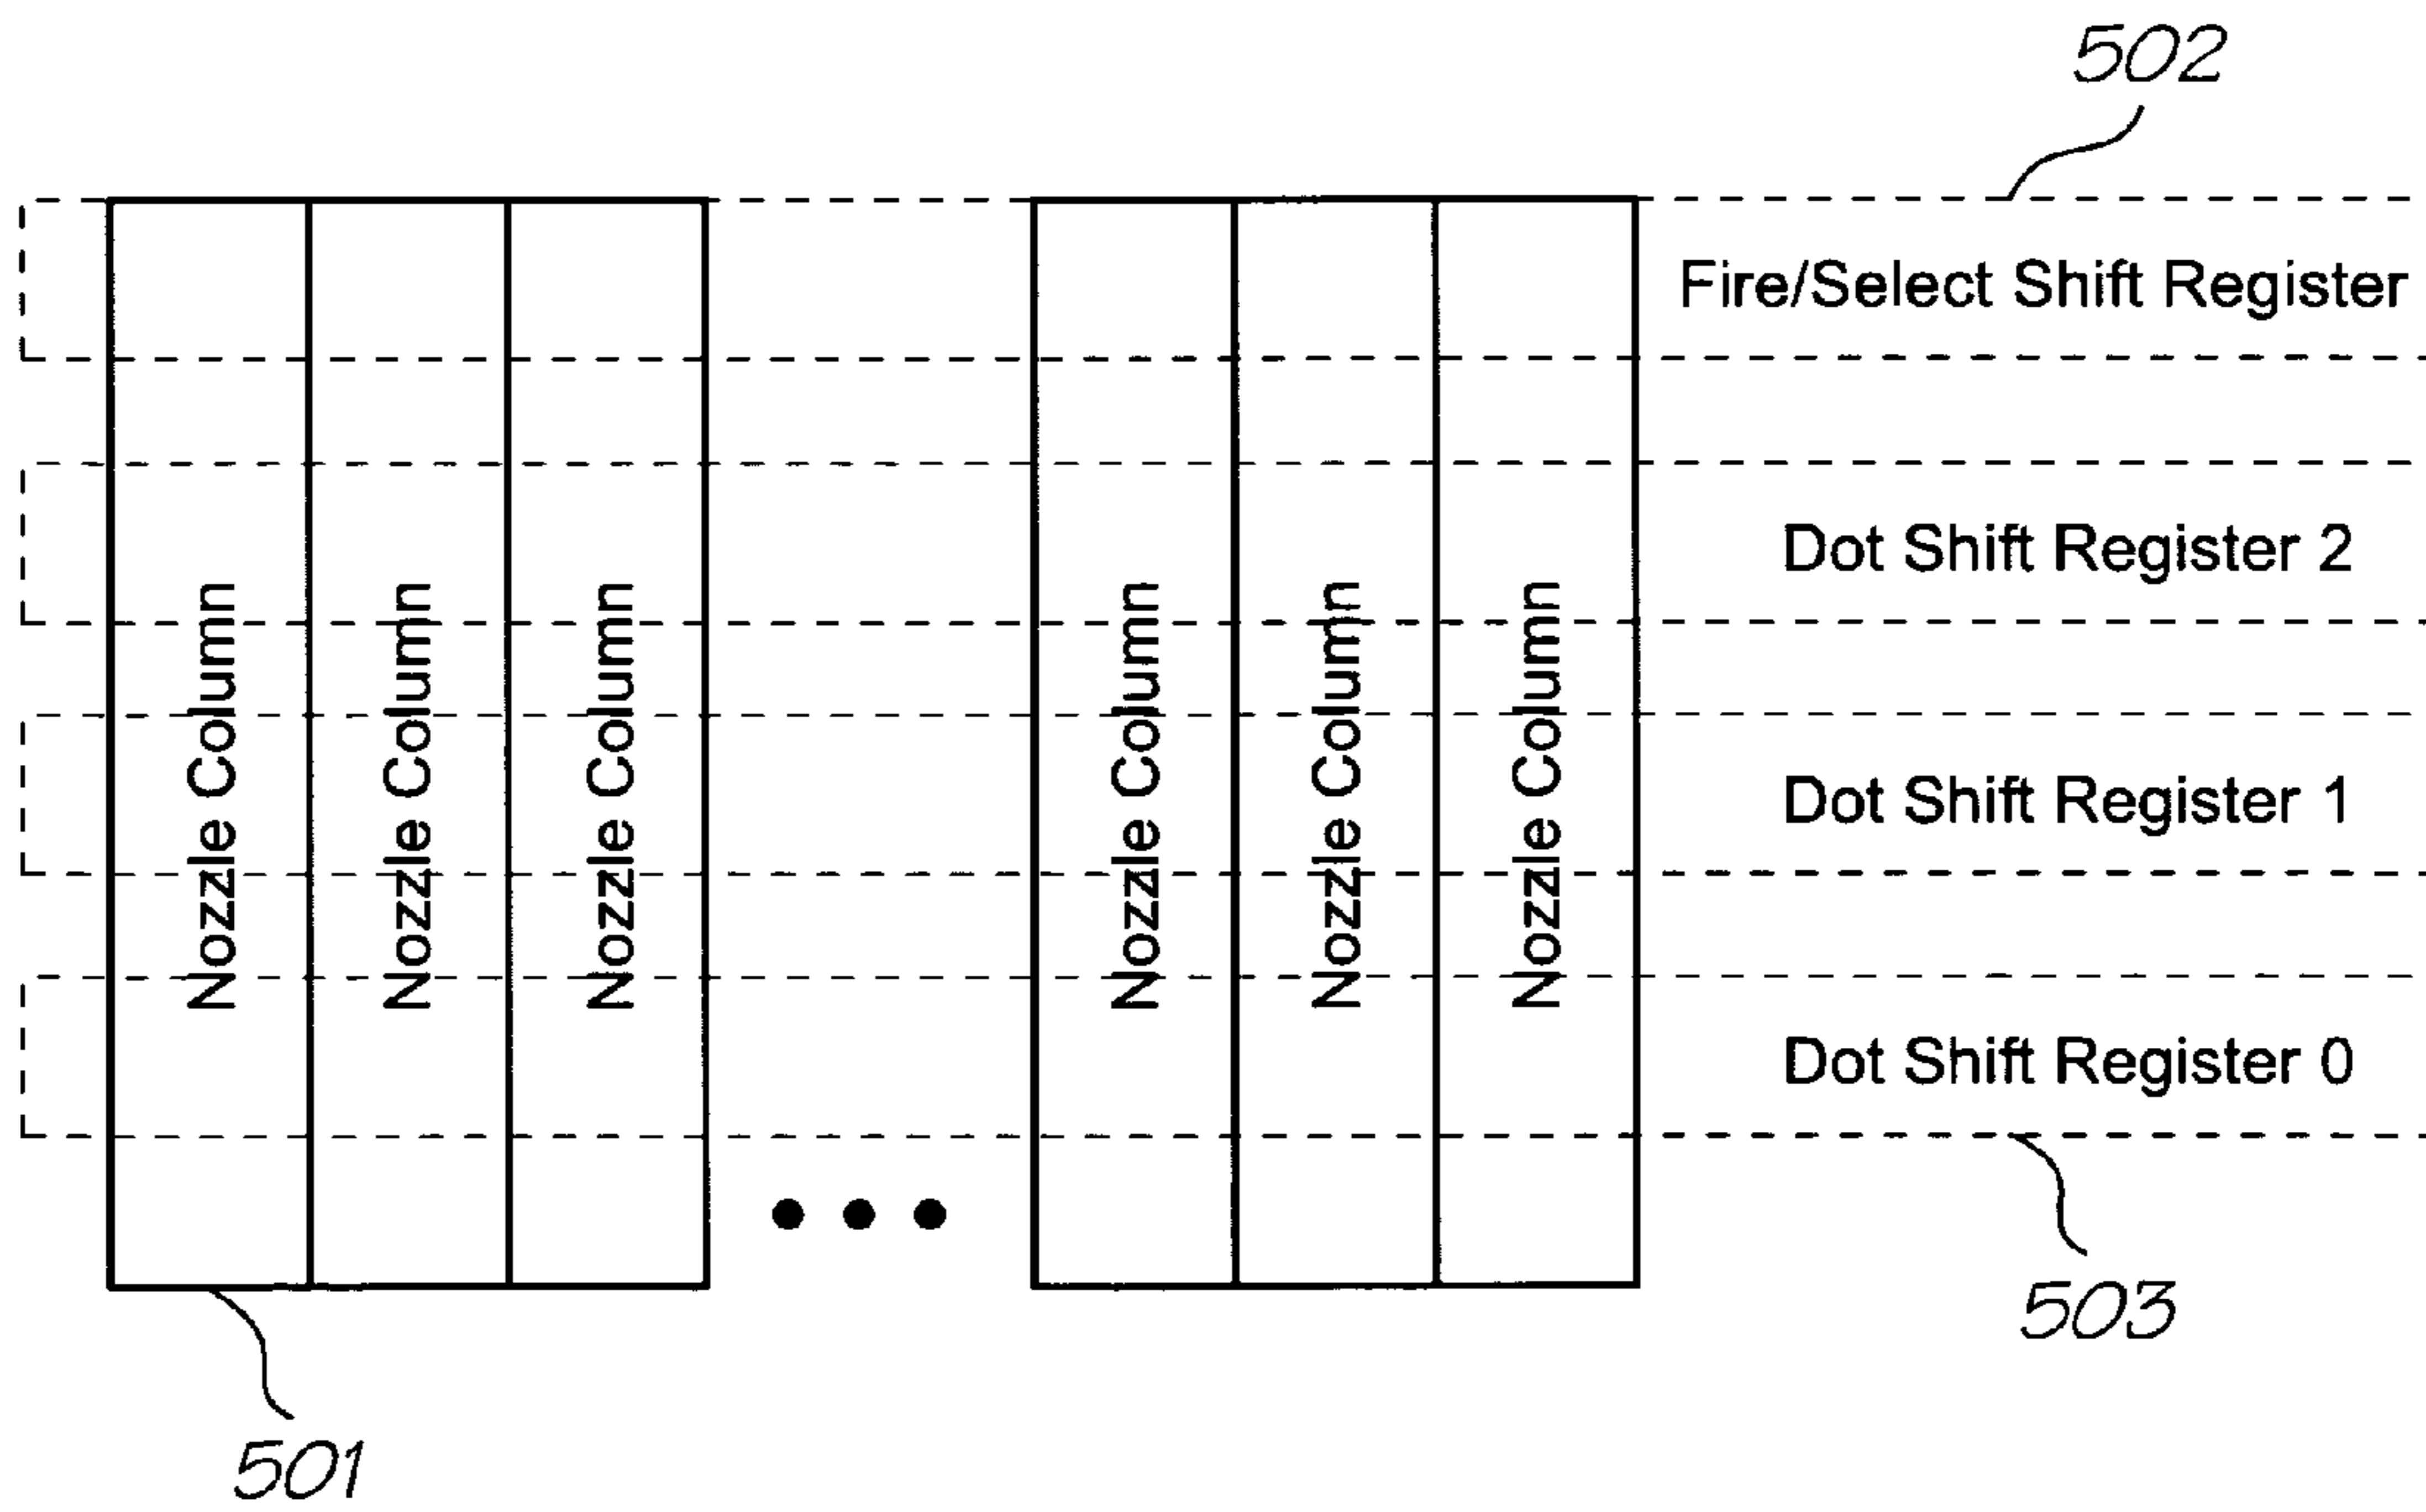 502
Fire/Select Shift Register
Dot Shift Register 2
Nozzle Column
Nozzle Column
Nozzle Column
Nozzle Column
Nozzle Column
Nozzle Column
Dot Shift Register 1
Dot Shift Register 0
503
501